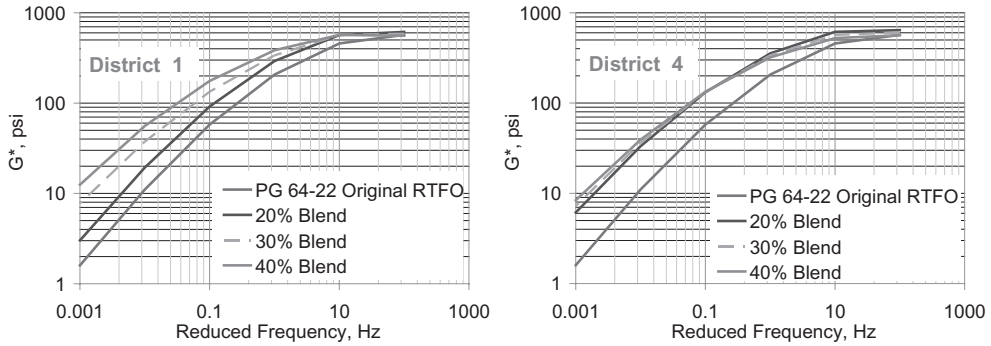 1000
100
10
1
G*, psi
District 1
PG 64-22 Original RTFO
20% Blend
30% Blend
40% Blend
0.001
0.1
10
1000
Reduced Frequency, Hz
1000
100
10
1
G*, psi
District 4
PG 64-22 Original RTFO
20% Blend
30% Blend
40% Blend
0.001
0.1
10
1000
Reduced Frequency, Hz